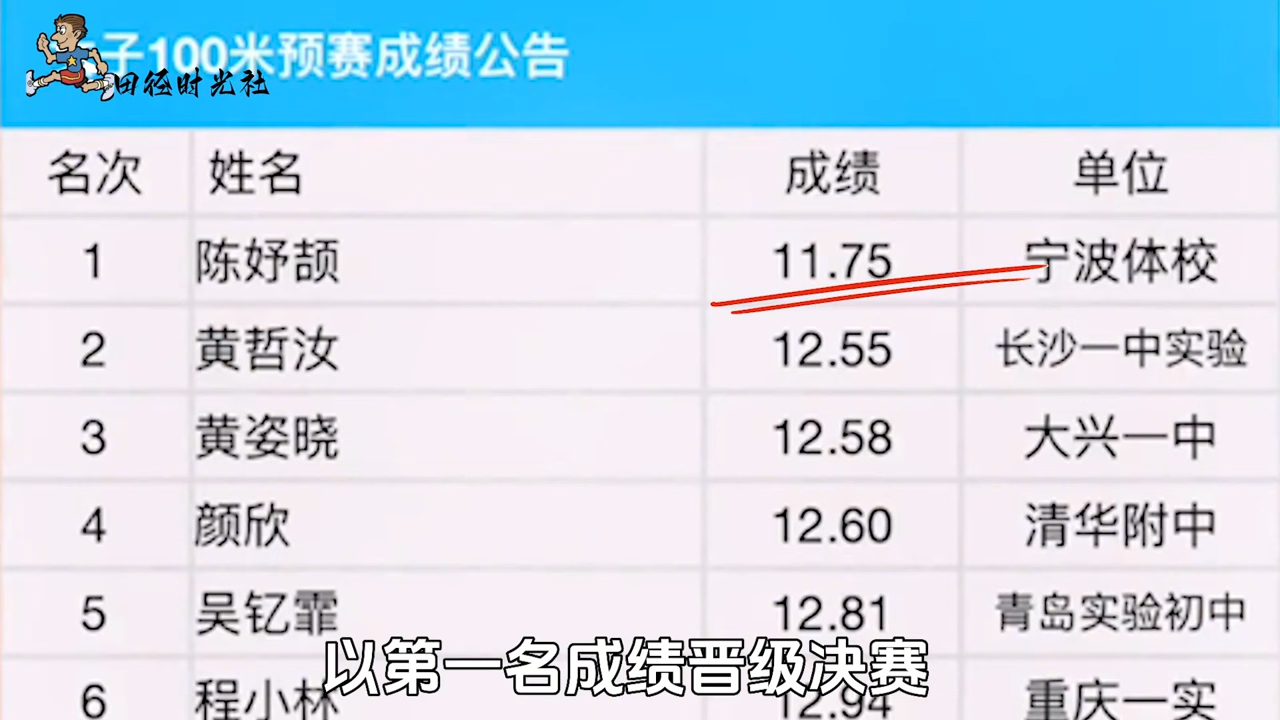 子100米预赛成绩公告
田径时光社
名次 姓名 成绩 单位
1 陈妤颉 11.75 宁波体校
2 黄哲汝 12.55 长沙一中实验
3 黄姿晓 12.58 大兴一中
4 颜欣 12.60 清华附中
5 吴钇霏 12.81 青岛实验初中
以第一名成绩晋级决赛
6 程小林 12.94 重庆一实